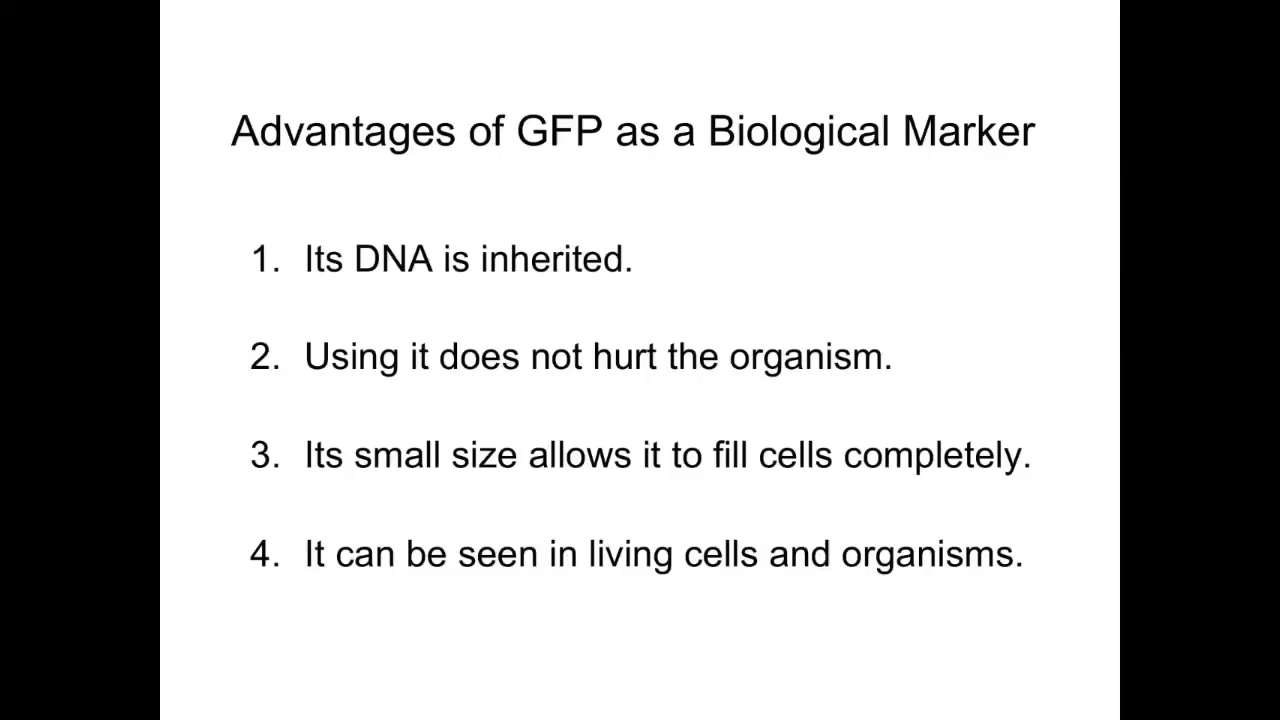 Advantages of GFP as a Biological Marker
1. Its DNA is inherited.
2. Using it does not hurt the organism.
3. Its small size allows it to fill cells completely.
4. It can be seen in living cells and organisms.